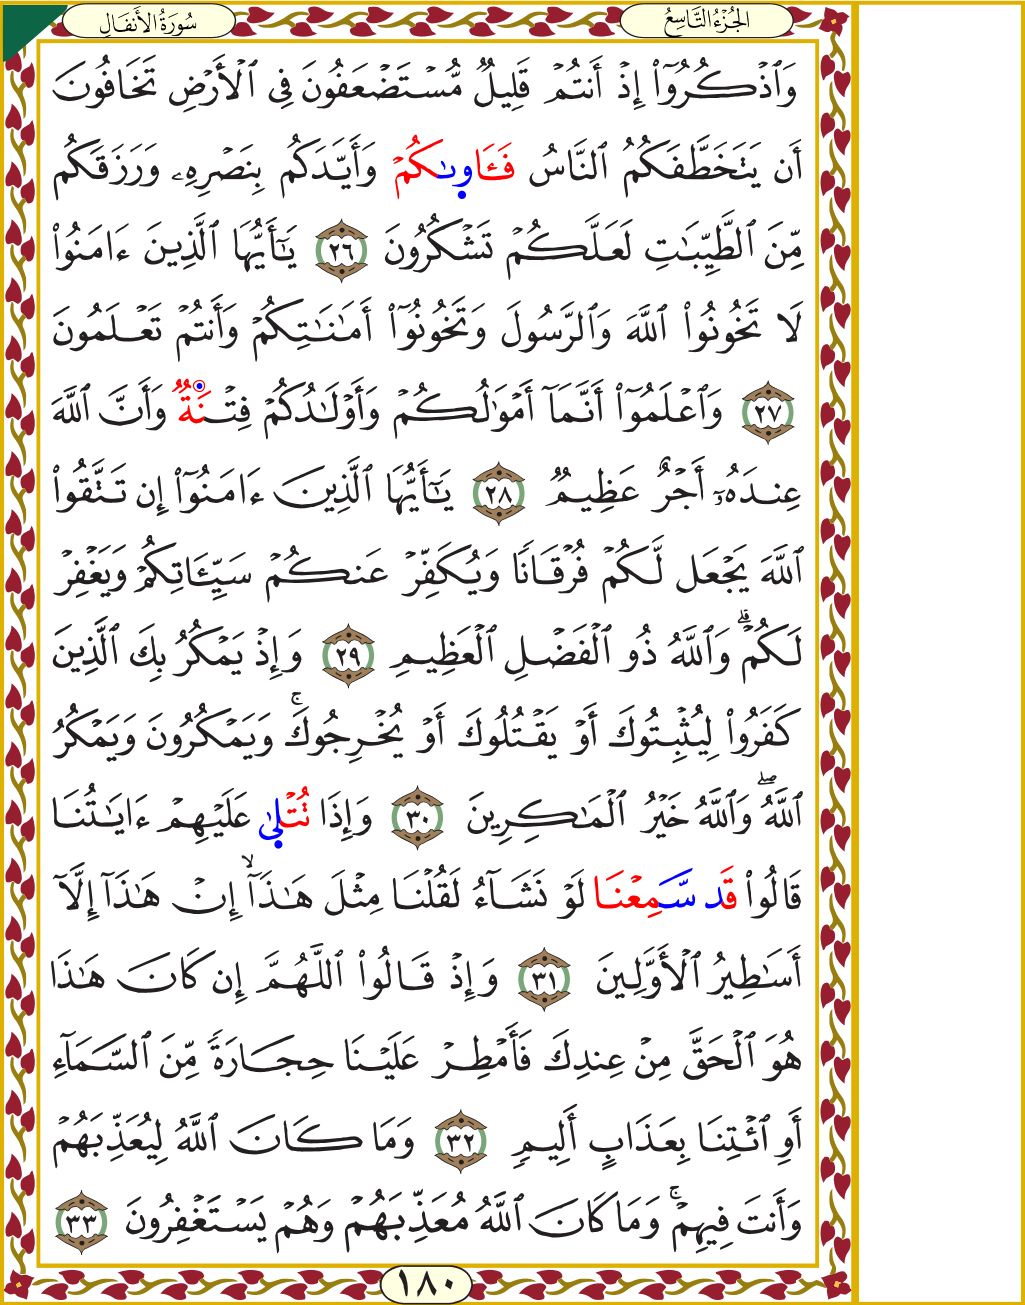 الجُزْءُ التَّاسِعُ
سُورَةُ الأَنفَالِ
وَٱذْكُرُوٓا۟ إِذْ أَنتُمْ قَلِيلٌ مُّسْتَضْعَفُونَ فِى ٱلْأَرْضِ تَخَافُونَ
أَن يَتَخَطَّفَكُمُ ٱلنَّاسُ فَـَٔاوىٰكُمْ وَأَيَّدَكُم بِنَصْرِهِۦ وَرَزَقَكُم
مِّنَ ٱلطَّيِّبَٰتِ لَعَلَّكُمْ تَشْكُرُونَ ٢٦ يَٰٓأَيُّهَا ٱلَّذِينَ ءَامَنُوا۟
لَا تَخُونُوا۟ ٱللَّهَ وَٱلرَّسُولَ وَتَخُونُوٓا۟ أَمَٰنَٰتِكُمْ وَأَنتُمْ تَعْلَمُونَ
٢٧ وَٱعْلَمُوٓا۟ أَنَّمَآ أَمْوَٰلُكُمْ وَأَوْلَٰدُكُمْ فِتْنَةٌ وَأَنَّ ٱللَّهَ
عِندَهُۥٓ أَجْرٌ عَظِيمٌ ٢٨ يَٰٓأَيُّهَا ٱلَّذِينَ ءَامَنُوٓا۟ إِن تَتَّقُوا۟
ٱللَّهَ يَجْعَل لَّكُمْ فُرْقَانًا وَيُكَفِّرْ عَنكُمْ سَيِّـَٔاتِكُمْ وَيَغْفِرْ
لَكُمْ ۗ وَٱللَّهُ ذُو ٱلْفَضْلِ ٱلْعَظِيمِ ٢٩ وَإِذْ يَمْكُرُ بِكَ ٱلَّذِينَ
كَفَرُوا۟ لِيُثْبِتُوكَ أَوْ يَقْتُلُوكَ أَوْ يُخْرِجُوكَ ۚ وَيَمْكُرُونَ وَيَمْكُرُ
ٱللَّهُ ۖ وَٱللَّهُ خَيْرُ ٱلْمَٰكِرِينَ ٣٠ وَإِذَا تُتْلىٰ عَلَيْهِمْ ءَايَٰتُنَا
قَالُوا۟ قَد سَّمِعْنَا لَوْ نَشَآءُ لَقُلْنَا مِثْلَ هَٰذَآ ۙ إِنْ هَٰذَآ إِلَّآ
أَسَٰطِيرُ ٱلْأَوَّلِينَ ٣١ وَإِذْ قَالُوا۟ ٱللَّهُمَّ إِن كَانَ هَٰذَا
هُوَ ٱلْحَقَّ مِنْ عِندِكَ فَأَمْطِرْ عَلَيْنَا حِجَارَةً مِّنَ ٱلسَّمَآءِ
أَوِ ٱئْتِنَا بِعَذَابٍ أَلِيمٍ ٣٢ وَمَا كَانَ ٱللَّهُ لِيُعَذِّبَهُمْ
وَأَنتَ فِيهِمْ ۚ وَمَا كَانَ ٱللَّهُ مُعَذِّبَهُمْ وَهُمْ يَسْتَغْفِرُونَ ٣٣
١٨٠